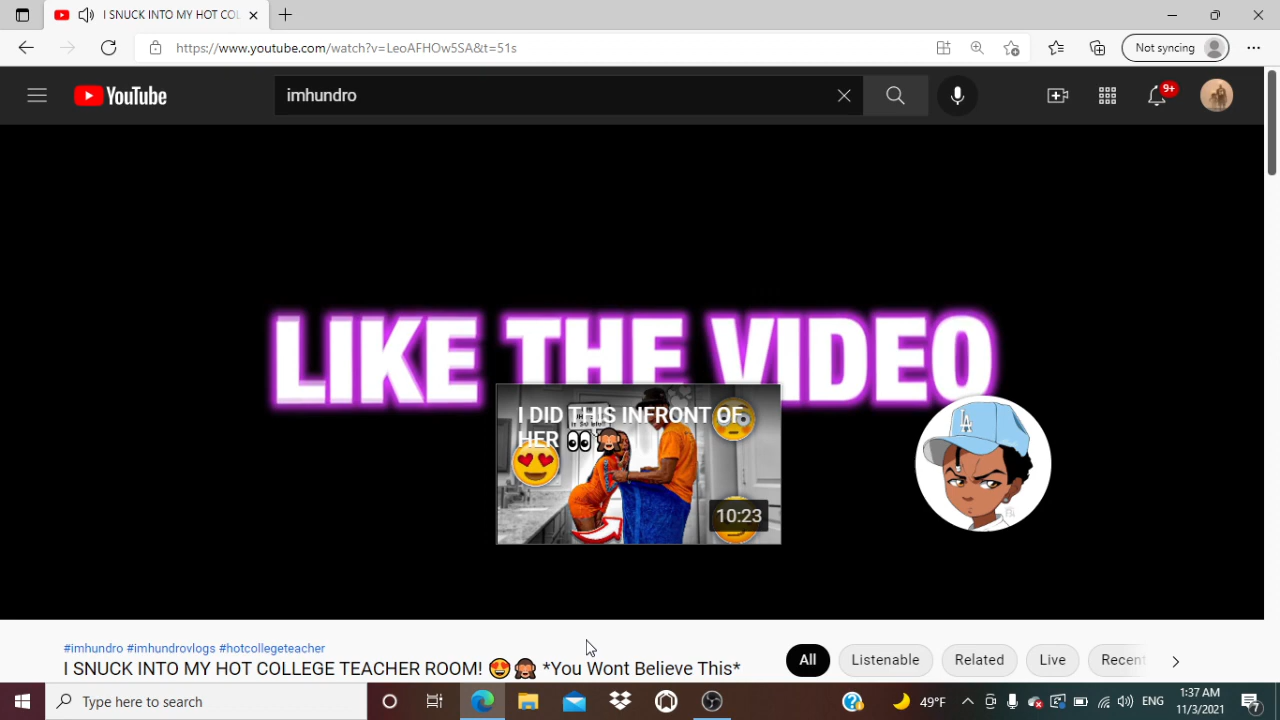 I SNUCK INTO MY HOT COL
https://www.youtube.com/watch?v=LeoAFHOw5SA&t=51s
Not syncing
YouTube
imhundro
9+
LIKE THE VIDEO
I DID THIS INFRONT OF
HER 👀🙈
10:23
LA
#imhundro #imhundrovlogs #hotcollegeteacher
I SNUCK INTO MY HOT COLLEGE TEACHER ROOM! 😍🙈 *You Wont Believe This*
All
Listenable
Related
Live
Recent
Type here to search
49°F
ENG
1:37 AM
11/3/2021
7